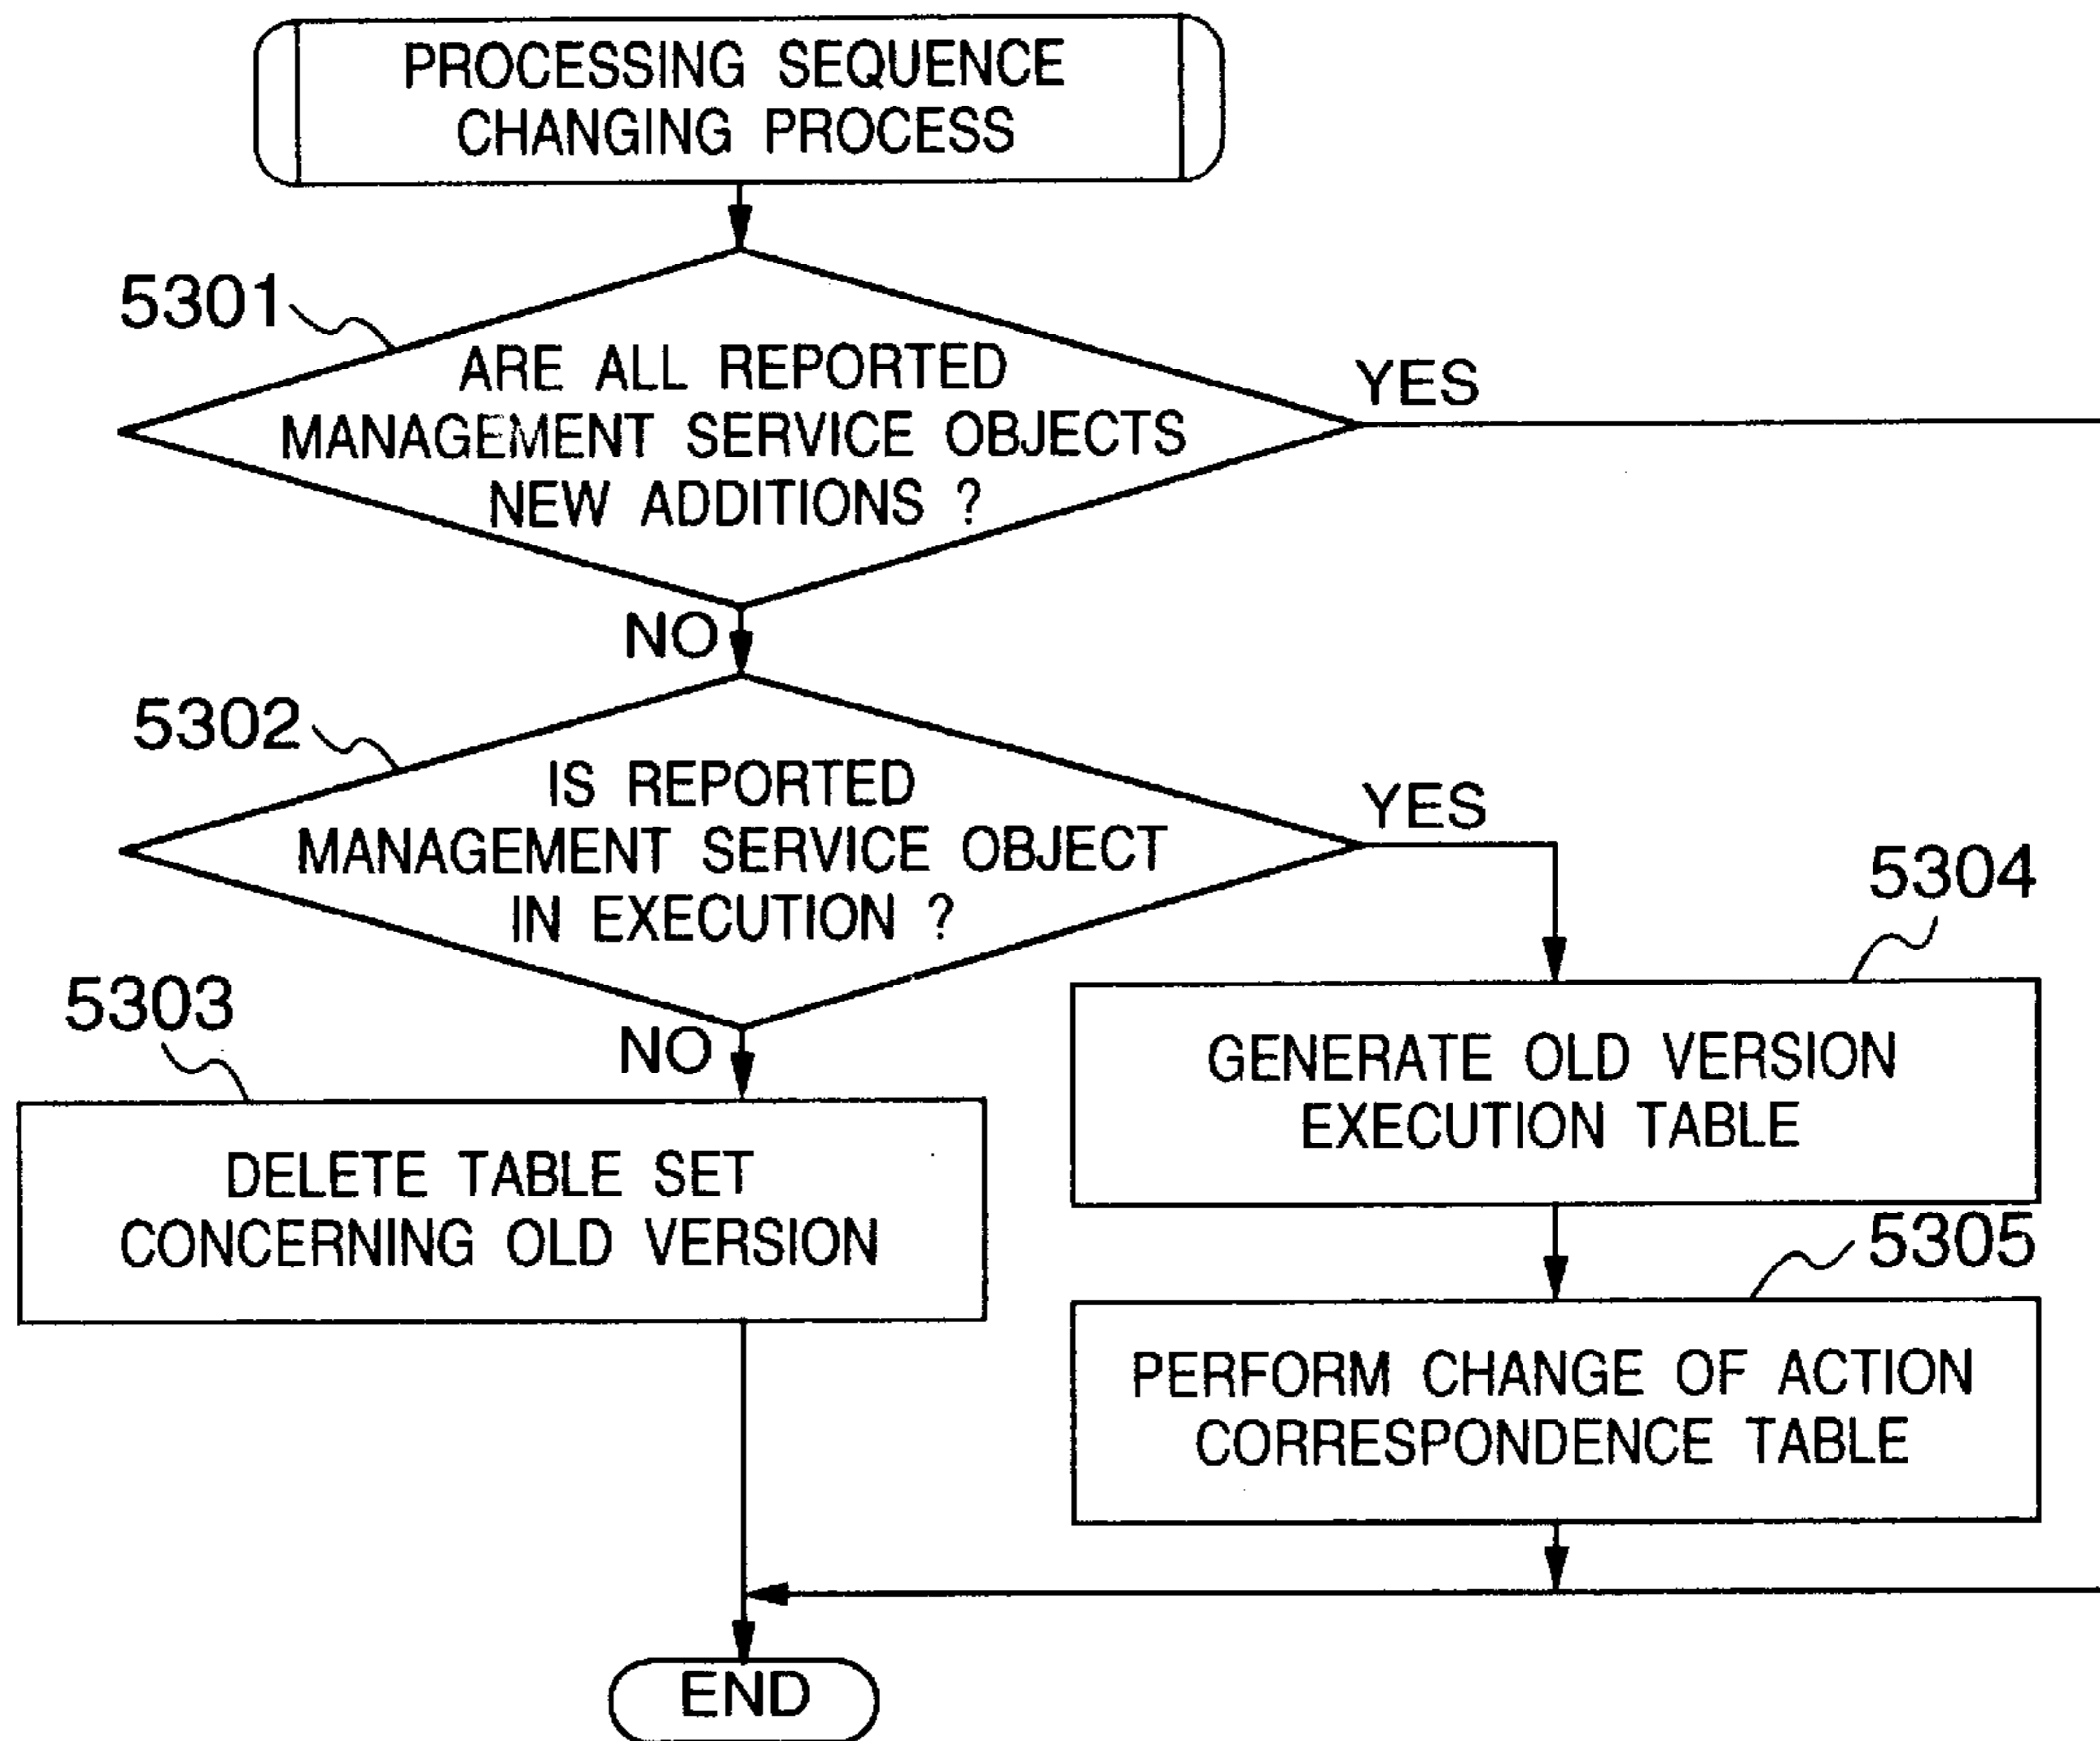 PROCESSING SEQUENCE
CHANGING PROCESS
5301
ARE ALL REPORTED
MANAGEMENT SERVICE OBJECTS
NEW ADDITIONS ?
YES
NO
5302
IS REPORTED
MANAGEMENT SERVICE OBJECT
IN EXECUTION ?
YES
NO
5303
DELETE TABLE SET
CONCERNING OLD VERSION
5304
GENERATE OLD VERSION
EXECUTION TABLE
5305
PERFORM CHANGE OF ACTION
CORRESPONDENCE TABLE
END